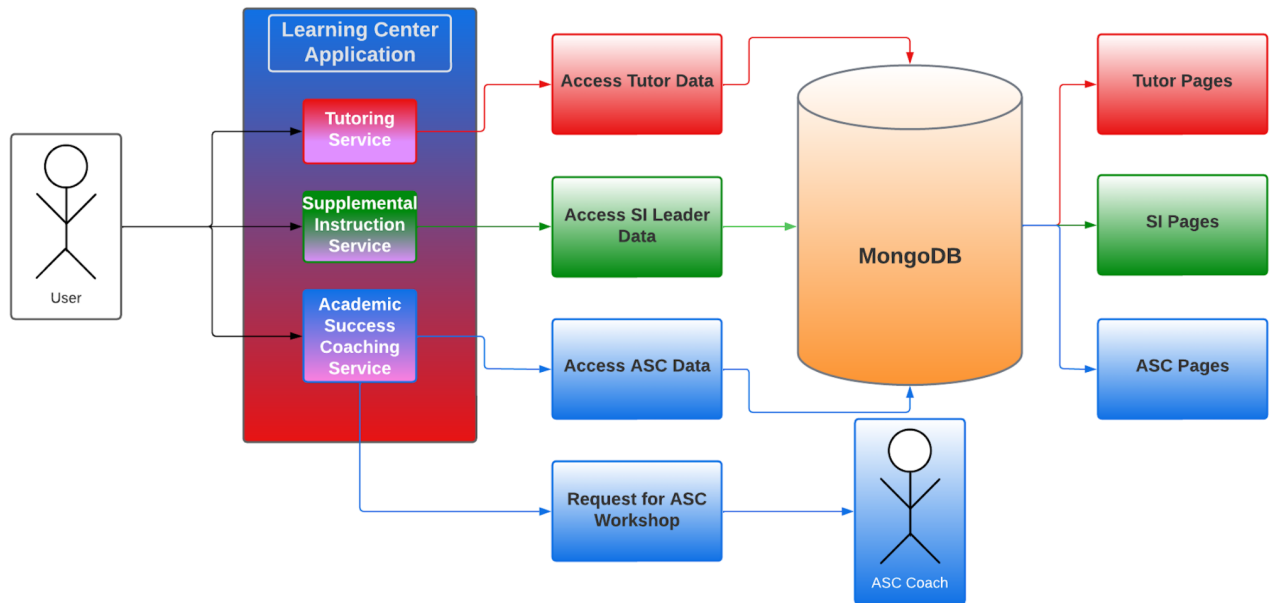 Learning Center
Application
Tutoring
Service
Supplemental
Instruction
Service
Academic
Success
Coaching
Service
User
Access Tutor Data
Access SI Leader
Data
Access ASC Data
Request for ASC
Workshop
MongoDB
ASC Coach
Tutor Pages
SI Pages
ASC Pages